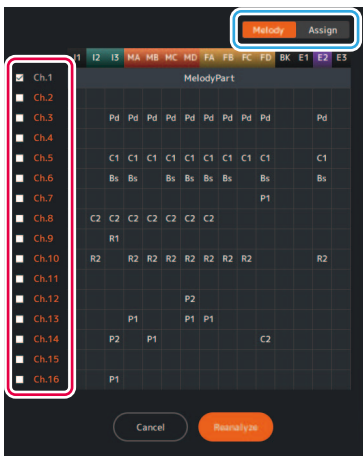 Melody Assign
I1 I2 I3 MA MB MC MD FA FB FC FD BK E1 E2 E3
Ch.1 MelodyPart
Ch.2
Ch.3 Pd Pd Pd Pd Pd Pd Pd Pd Pd Pd
Ch.4
Ch.5 C1 C1 C1 C1 C1 C1 C1 C1 C1 C1
Ch.6 Bs Bs Bs Bs Bs Bs Bs Bs
Ch.7 P1
Ch.8 C2 C2 C2 C2 C2 C2 C2
Ch.9 R1
Ch.10 R2 R2 R2 R2 R2 R2 R2 R2 R2
Ch.11
Ch.12 P2
Ch.13 P1 P1 P1
Ch.14 P2 P1 C2
Ch.15
Ch.16 P1
Cancel Reanalyze